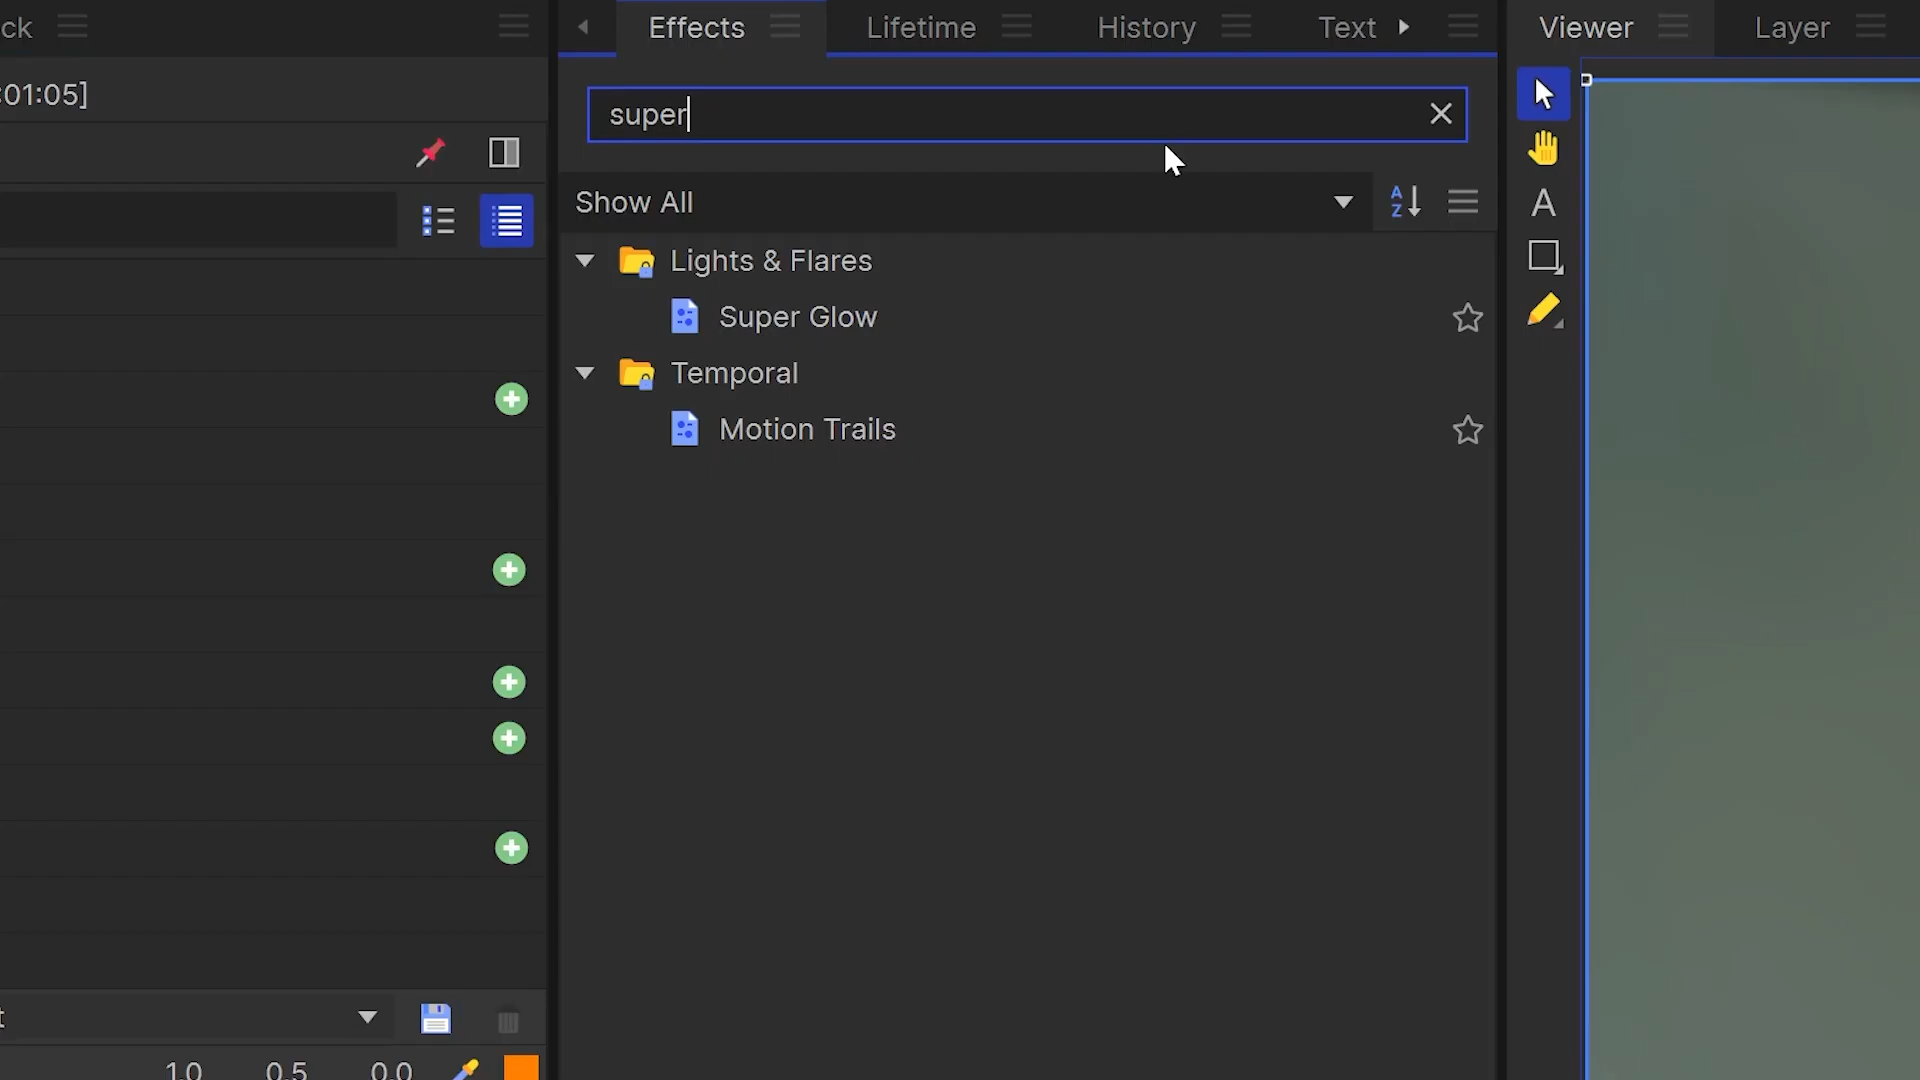 ck
Effects
Lifetime
History
Text
Viewer
Layer
:01:05]
super
Show All
A
Z
A
Lights & Flares
Super Glow
Temporal
Motion Trails
t
1.0 0.5 0.0